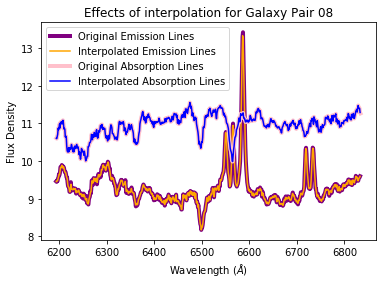 Effects of interpolation for Galaxy Pair 08
Original Emission Lines
Interpolated Emission Lines
Original Absorption Lines
Interpolated Absorption Lines
Flux Density
13
12
11
10
9
8
6200 6300 6400 6500 6600 6700 6800
Wavelength (Å)